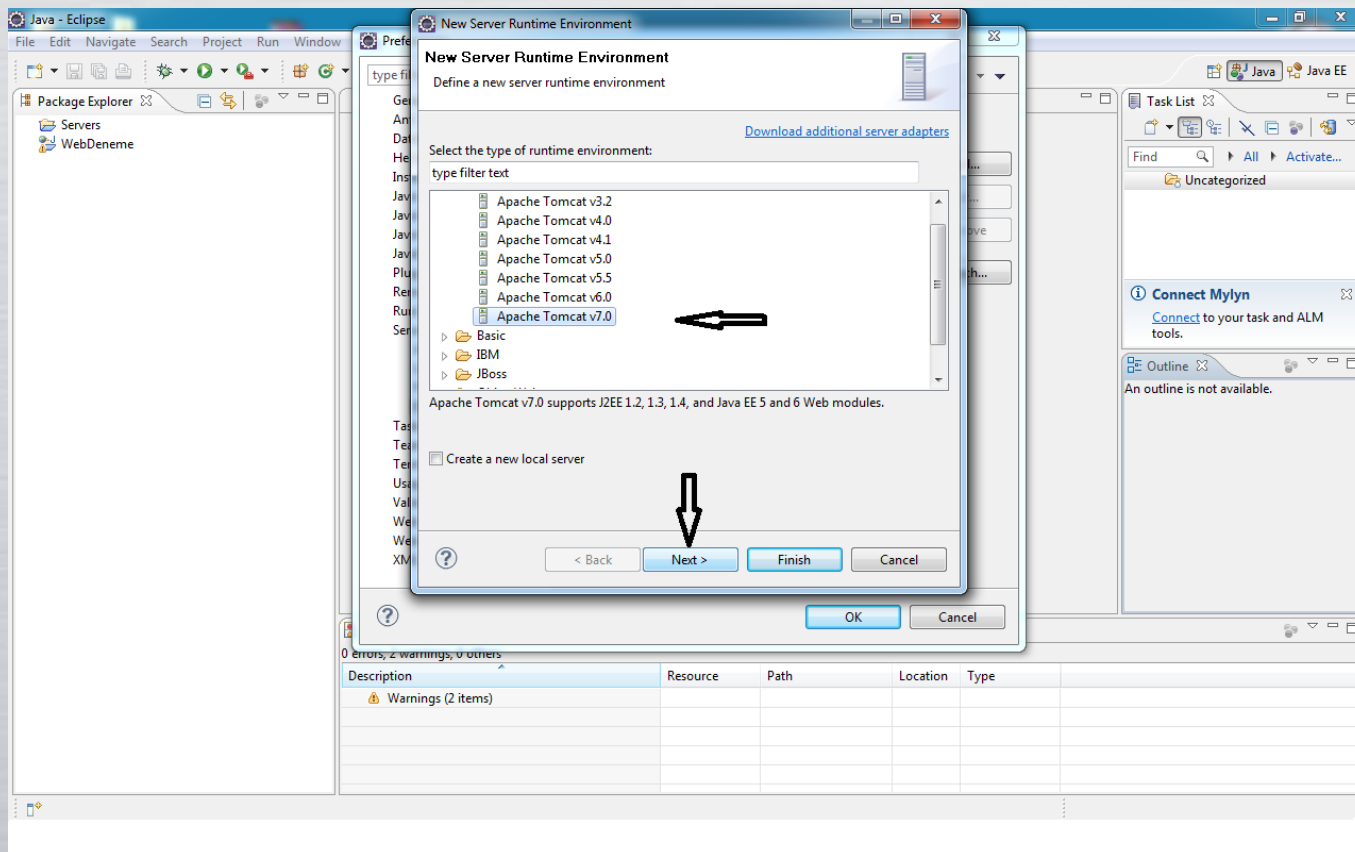 Java - Eclipse
File Edit Navigate Search Project Run Window
Java Java EE
Package Explorer
Servers
WebDeneme
New Server Runtime Environment
New Server Runtime Environment
Define a new server runtime environment
Download additional server adapters
Select the type of runtime environment:
type filter text
Apache Tomcat v3.2
Apache Tomcat v4.0
Apache Tomcat v4.1
Apache Tomcat v5.0
Apache Tomcat v5.5
Apache Tomcat v6.0
Apache Tomcat v7.0
Basic
IBM
JBoss
Apache Tomcat v7.0 supports J2EE 1.2, 1.3, 1.4, and Java EE 5 and 6 Web modules.
Create a new local server
< Back Next > Finish Cancel
OK Cancel
Task List
Find All Activate...
Uncategorized
Connect Mylyn
Connect to your task and ALM
tools.
Outline
An outline is not available.
0 errors, 2 warnings, 0 others
Description Resource Path Location Type
Warnings (2 items)